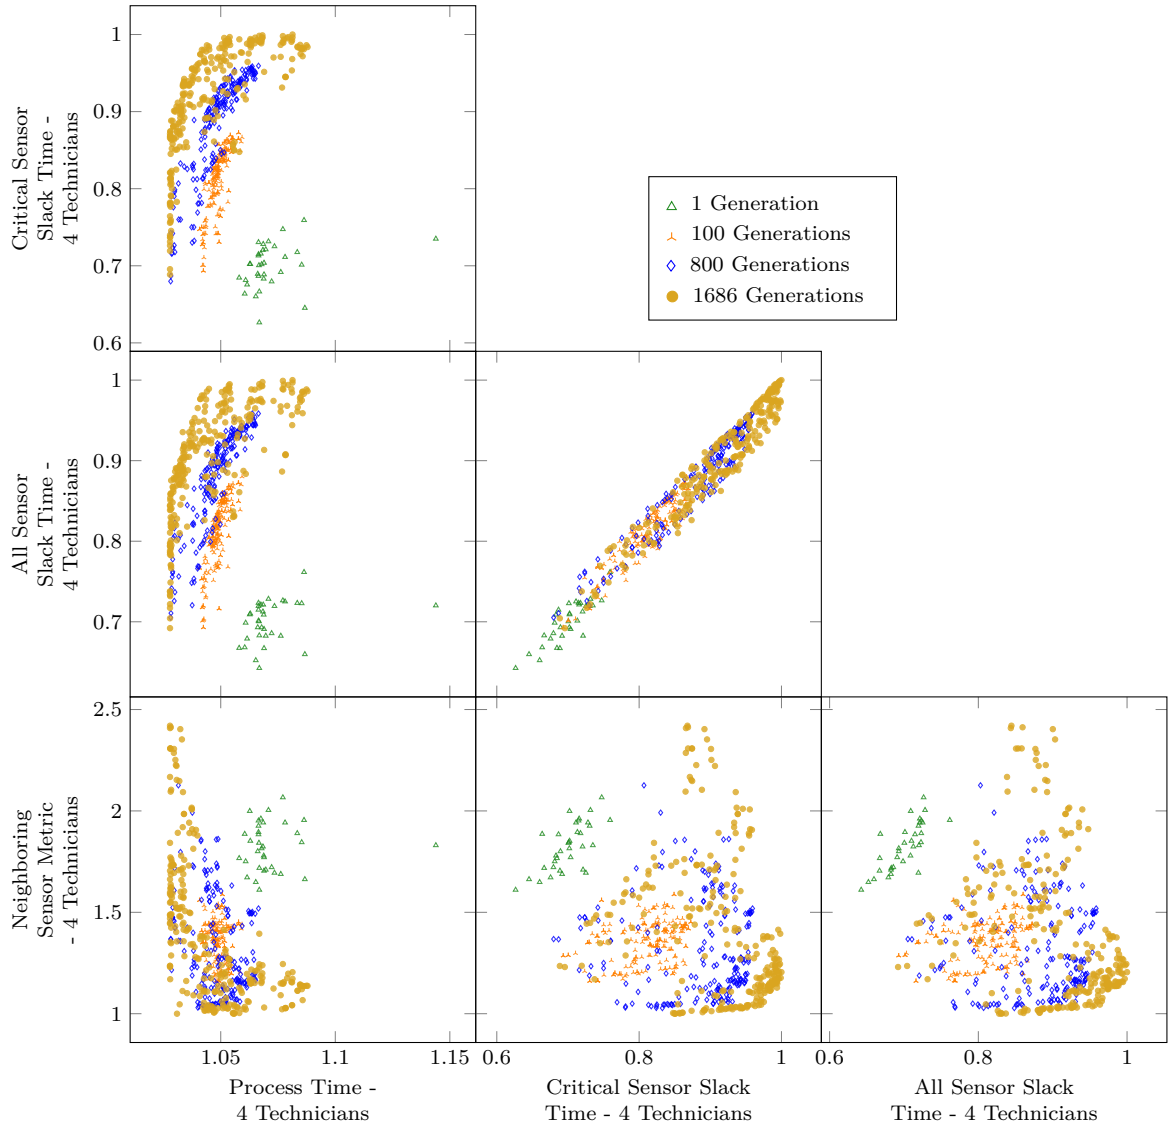 1
0.9
0.8
0.7
0.6
Critical Sensor
Slack Time -
4 Technicians
1 Generation
100 Generations
800 Generations
1686 Generations
1
0.9
0.8
0.7
All Sensor
Slack Time -
4 Technicians
2.5
2
1.5
1
Neighboring
Sensor Metric
- 4 Technicians
1.05
1.1
1.15
Process Time -
4 Technicians
0.6
0.8
1
Critical Sensor Slack
Time - 4 Technicians
0.6
0.8
1
All Sensor Slack
Time - 4 Technicians